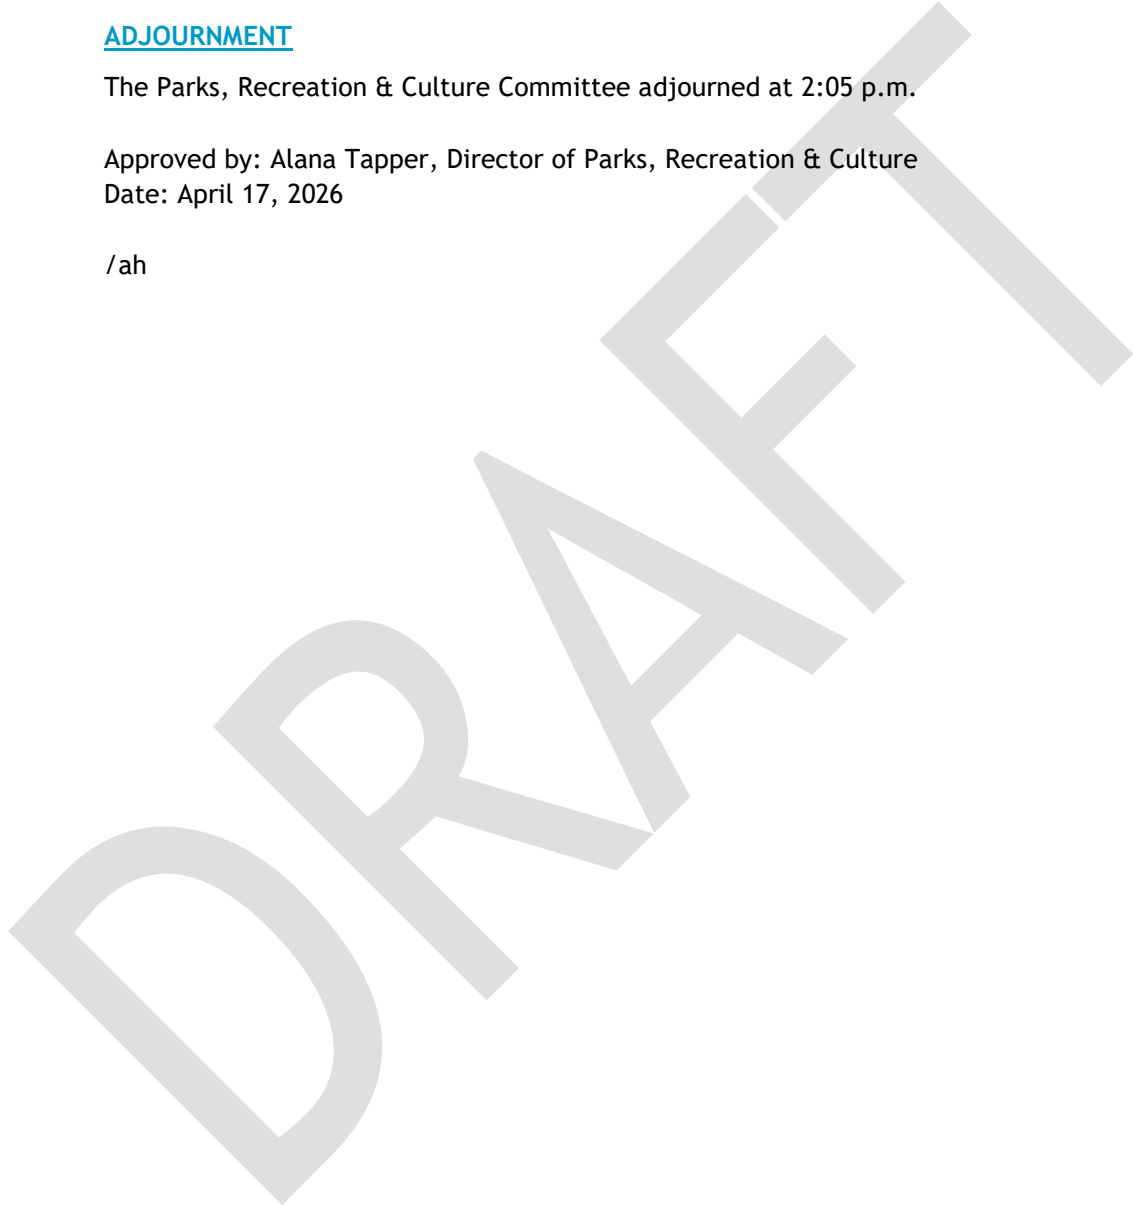 ADJOURNMENT
The Parks, Recreation & Culture Committee adjourned at 2:05 p.m.
Approved by: Alana Tapper, Director of Parks, Recreation & Culture
Date: April 17, 2026
/ah
DRAFT